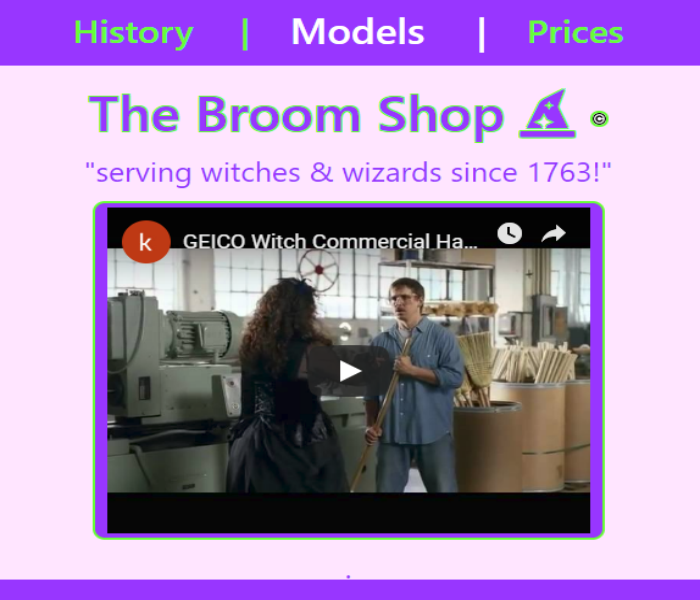 History | Models | Prices
The Broom Shop ©
"serving witches & wizards since 1763!"
k GEICO Witch Commercial Ha...
.